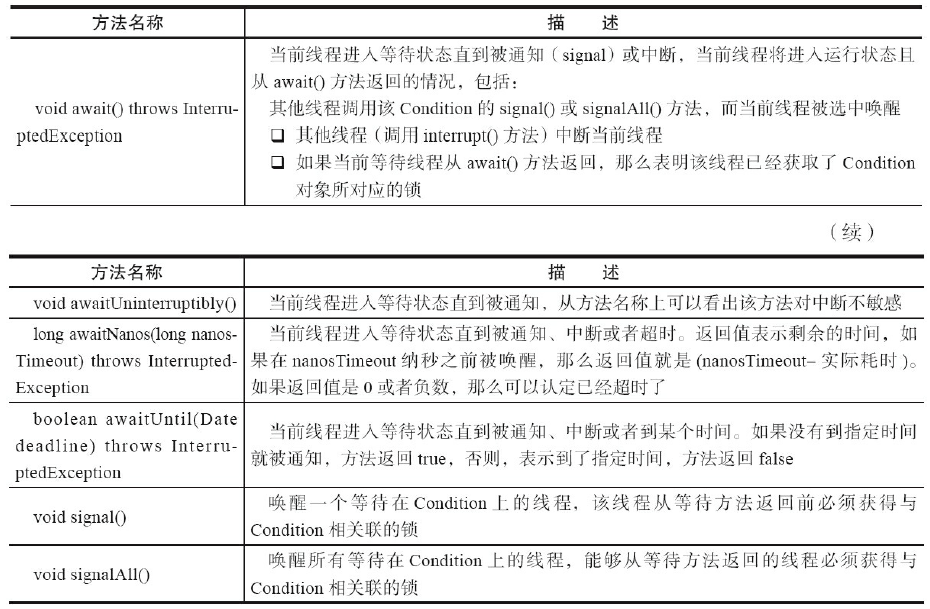 方法名称 描 述
void await() throws Interru-
ptedException
当前线程进入等待状态直到被通知（signal）或中断，当前线程将进入运行状态且
从 await() 方法返回的情况，包括：
其他线程调用该 Condition 的 signal() 或 signalAll() 方法，而当前线程被选中唤醒
❑ 其他线程（调用 interrupt() 方法）中断当前线程
❑ 如果当前等待线程从 await() 方法返回，那么表明该线程已经获取了 Condition
对象所对应的锁
（续）
方法名称 描 述
void awaitUninterruptibly()
当前线程进入等待状态直到被通知，从方法名称上可以看出该方法对中断不敏感
long awaitNanos(long nanos-
Timeout) throws Interrupted-
Exception
当前线程进入等待状态直到被通知、中断或者超时。返回值表示剩余的时间，如
果在 nanosTimeout 纳秒之前被唤醒，那么返回值就是 (nanosTimeout- 实际耗时 )。
如果返回值是 0 或者负数，那么可以认定已经超时了
boolean awaitUntil(Date
deadline) throws Interru-
ptedException
当前线程进入等待状态直到被通知、中断或者到某个时间。如果没有到指定时间
就被通知，方法返回 true，否则，表示到了指定时间，方法返回 false
void signal()
唤醒一个等待在 Condition 上的线程，该线程从等待方法返回前必须获得与
Condition 相关联的锁
void signalAll()
唤醒所有等待在 Condition 上的线程，能够从等待方法返回的线程必须获得与
Condition 相关联的锁